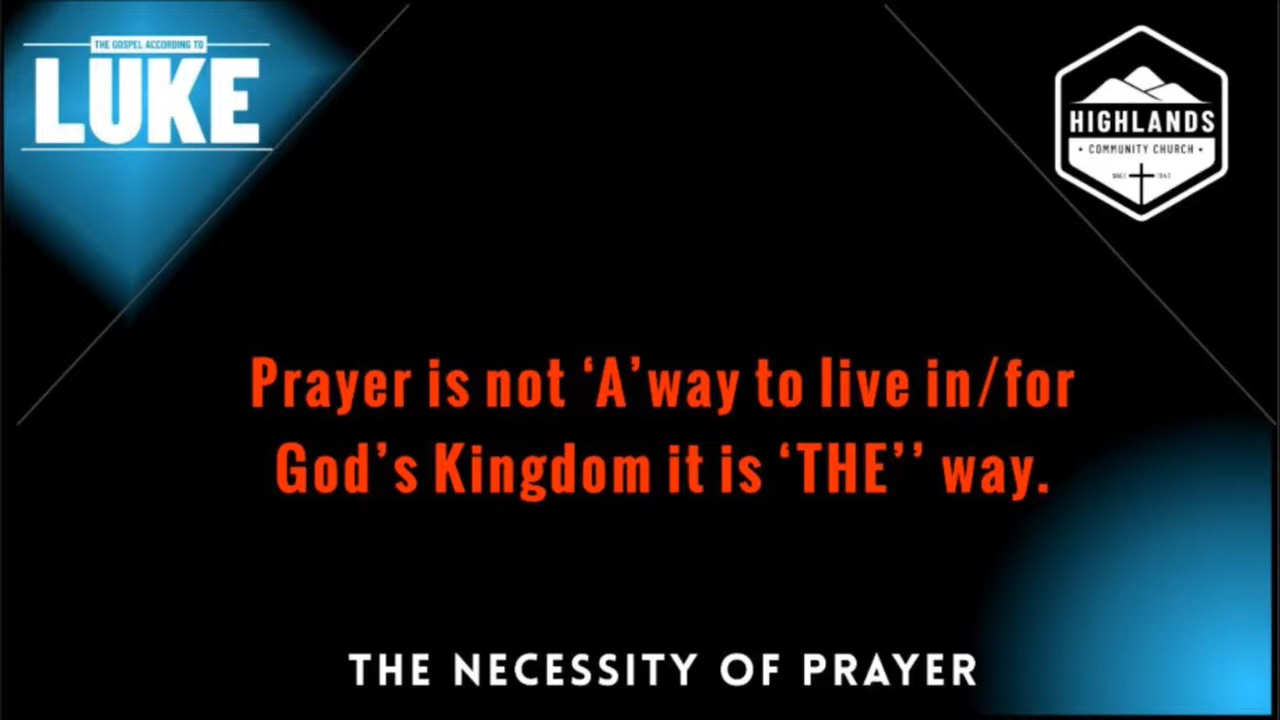 THE GOSPEL ACCORDING TO
LUKE
HIGHLANDS
• COMMUNITY CHURCH •
Prayer is not ‘A’way to live in/for
God’s Kingdom it is ‘THE’’ way.
THE NECESSITY OF PRAYER